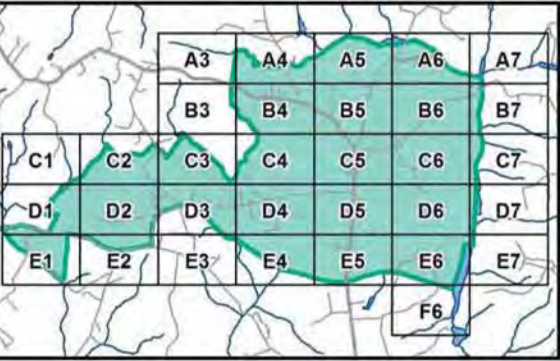 A3 A4 A5 A6 A7
B3 B4 B5 B6 B7
C1 C2 C3 C4 C5 C6 C7
D1 D2 D3 D4 D5 D6 D7
E1 E2 E3 E4 E5 E6 E7
F6